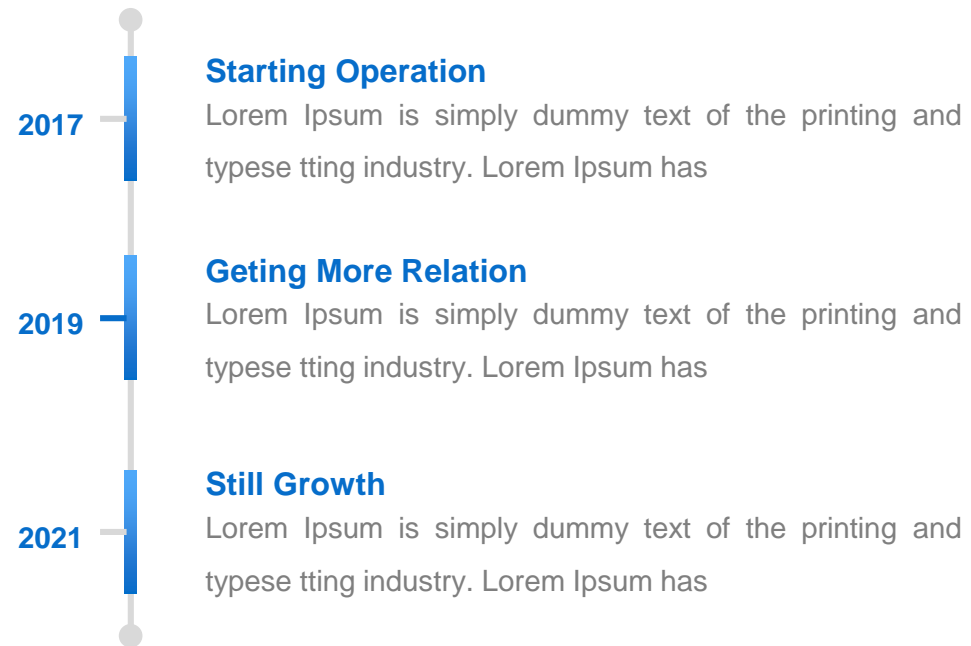 Starting Operation
2017
Lorem Ipsum is simply dummy text of the printing and
typese tting industry. Lorem Ipsum has
Geting More Relation
2019
Lorem Ipsum is simply dummy text of the printing and
typese tting industry. Lorem Ipsum has
Still Growth
2021
Lorem Ipsum is simply dummy text of the printing and
typese tting industry. Lorem Ipsum has